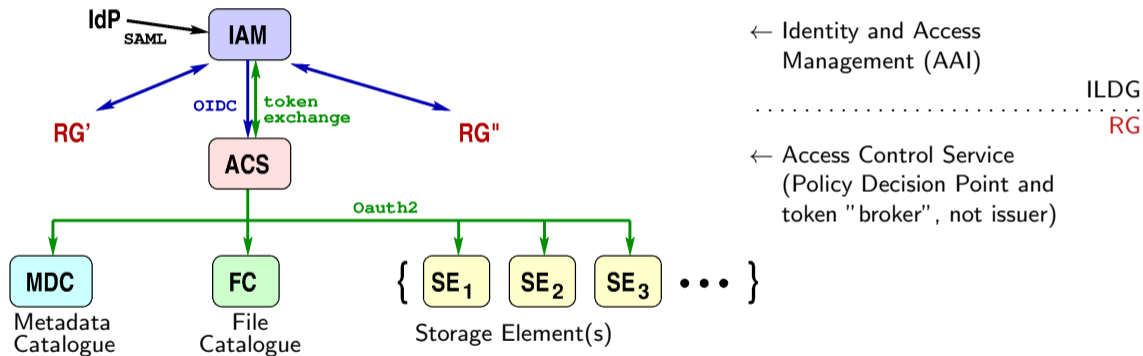 IdP
SAML
IAM
← Identity and Access
Management (AAI)
ILDG
RG
OIDC
token
exchange
RG'
RG"
ACS
← Access Control Service
(Policy Decision Point and
token "broker", not issuer)
Oauth2
MDC
FC
{ SE1 SE2 SE3 ••• }
Metadata
Catalogue
File
Catalogue
Storage Element(s)